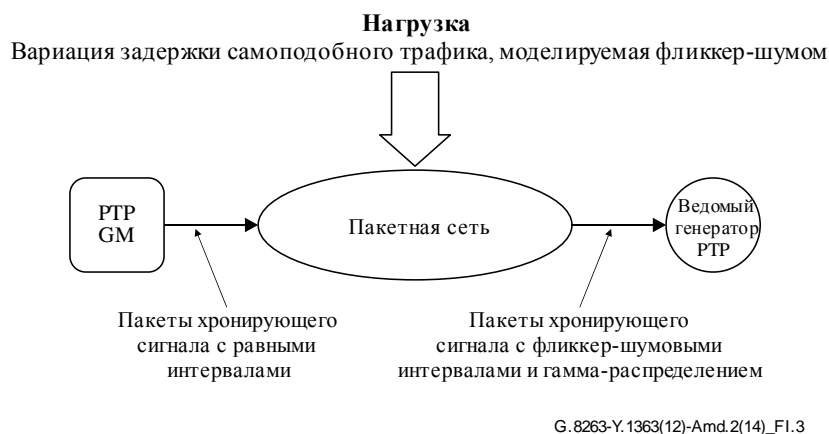 Нагрузка
Вариация задержки самоподобного трафика, моделируемая фликкер-шумом
PTP
GM
Пакетная сеть
Ведомый
генератор
PTP
Пакеты хронирующего
сигнала с равными
интервалами
Пакеты хронирующего
сигнала с фликкер-шумовыми
интервалами и гамма-распределением
G.8263-Y.1363(12)-Amd.2(14)_FI.3